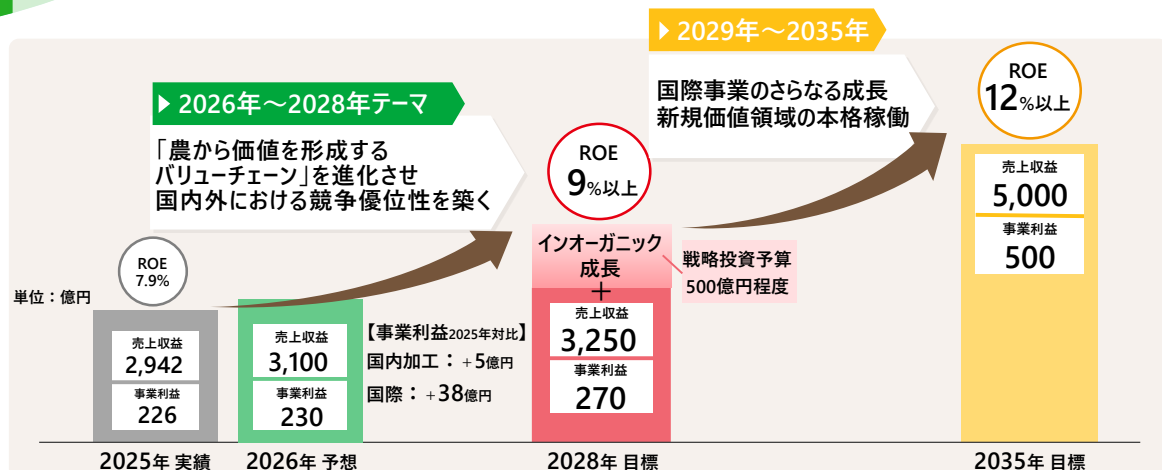 ▶ 2029年～2035年
国際事業のさらなる成長
新規価値領域の本格稼働
ROE
12%以上
▶ 2026年～2028年テーマ
「農から価値を形成する
バリューチェーン」を進化させ
国内外における競争優位性を築く
ROE
9%以上
ROE
7.9%
単位：億円
売上収益
2,942
事業利益
226
2025年 実績
売上収益
3,100
事業利益
230
2026年 予想
【事業利益2025年対比】
国内加工：+5億円
国際：+38億円
インオーガニック
成長
+
売上収益
3,250
事業利益
270
2028年 目標
戦略投資予算
500億円程度
売上収益
5,000
事業利益
500
2035年 目標